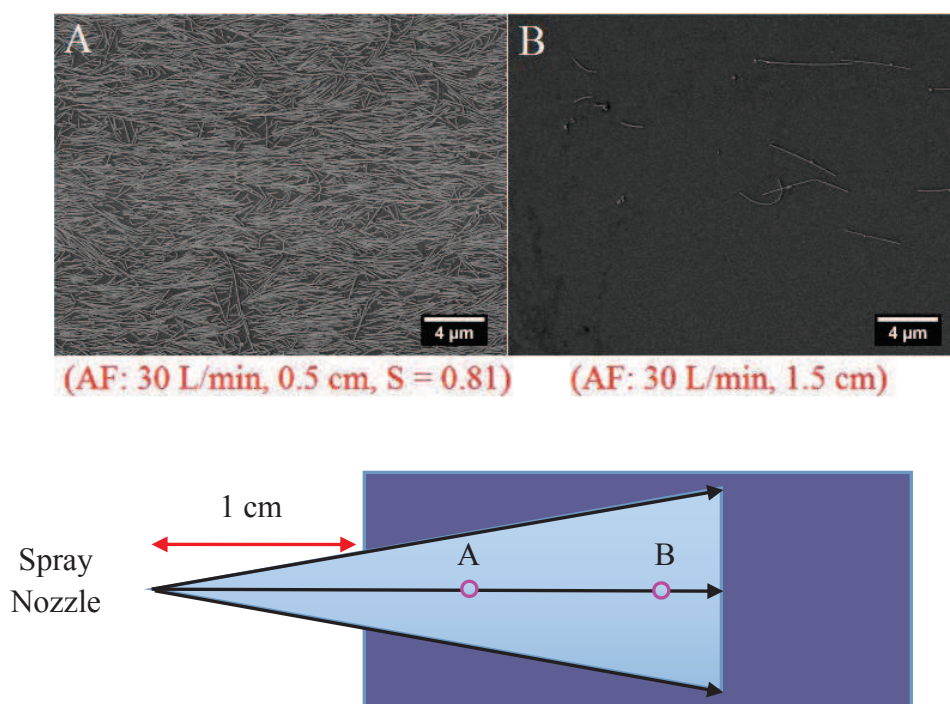 A
B
4 µm
4 µm
(AF: 30 L/min, 0.5 cm, S = 0.81)
(AF: 30 L/min, 1.5 cm)
1 cm
Spray
Nozzle
A
B